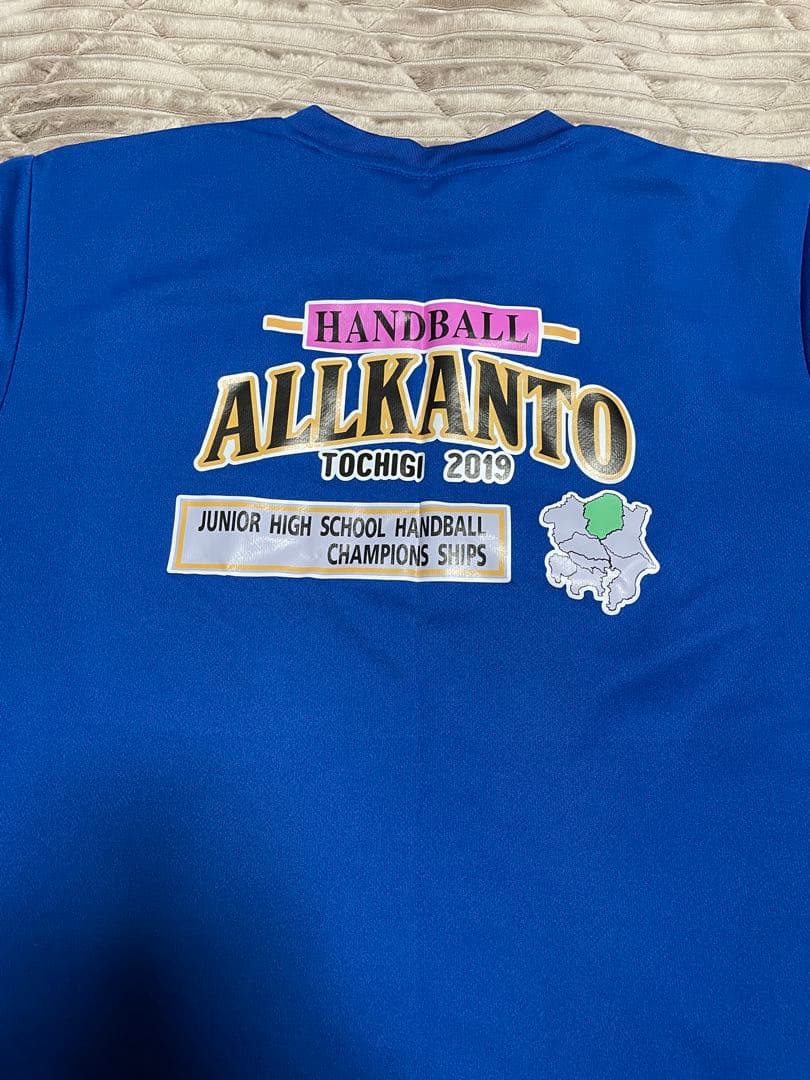 HANDBALL
ALLKANTO
TOCHIGI 2019
JUNIOR HIGH SCHOOL HANDBALL
CHAMPIONS SHIPS